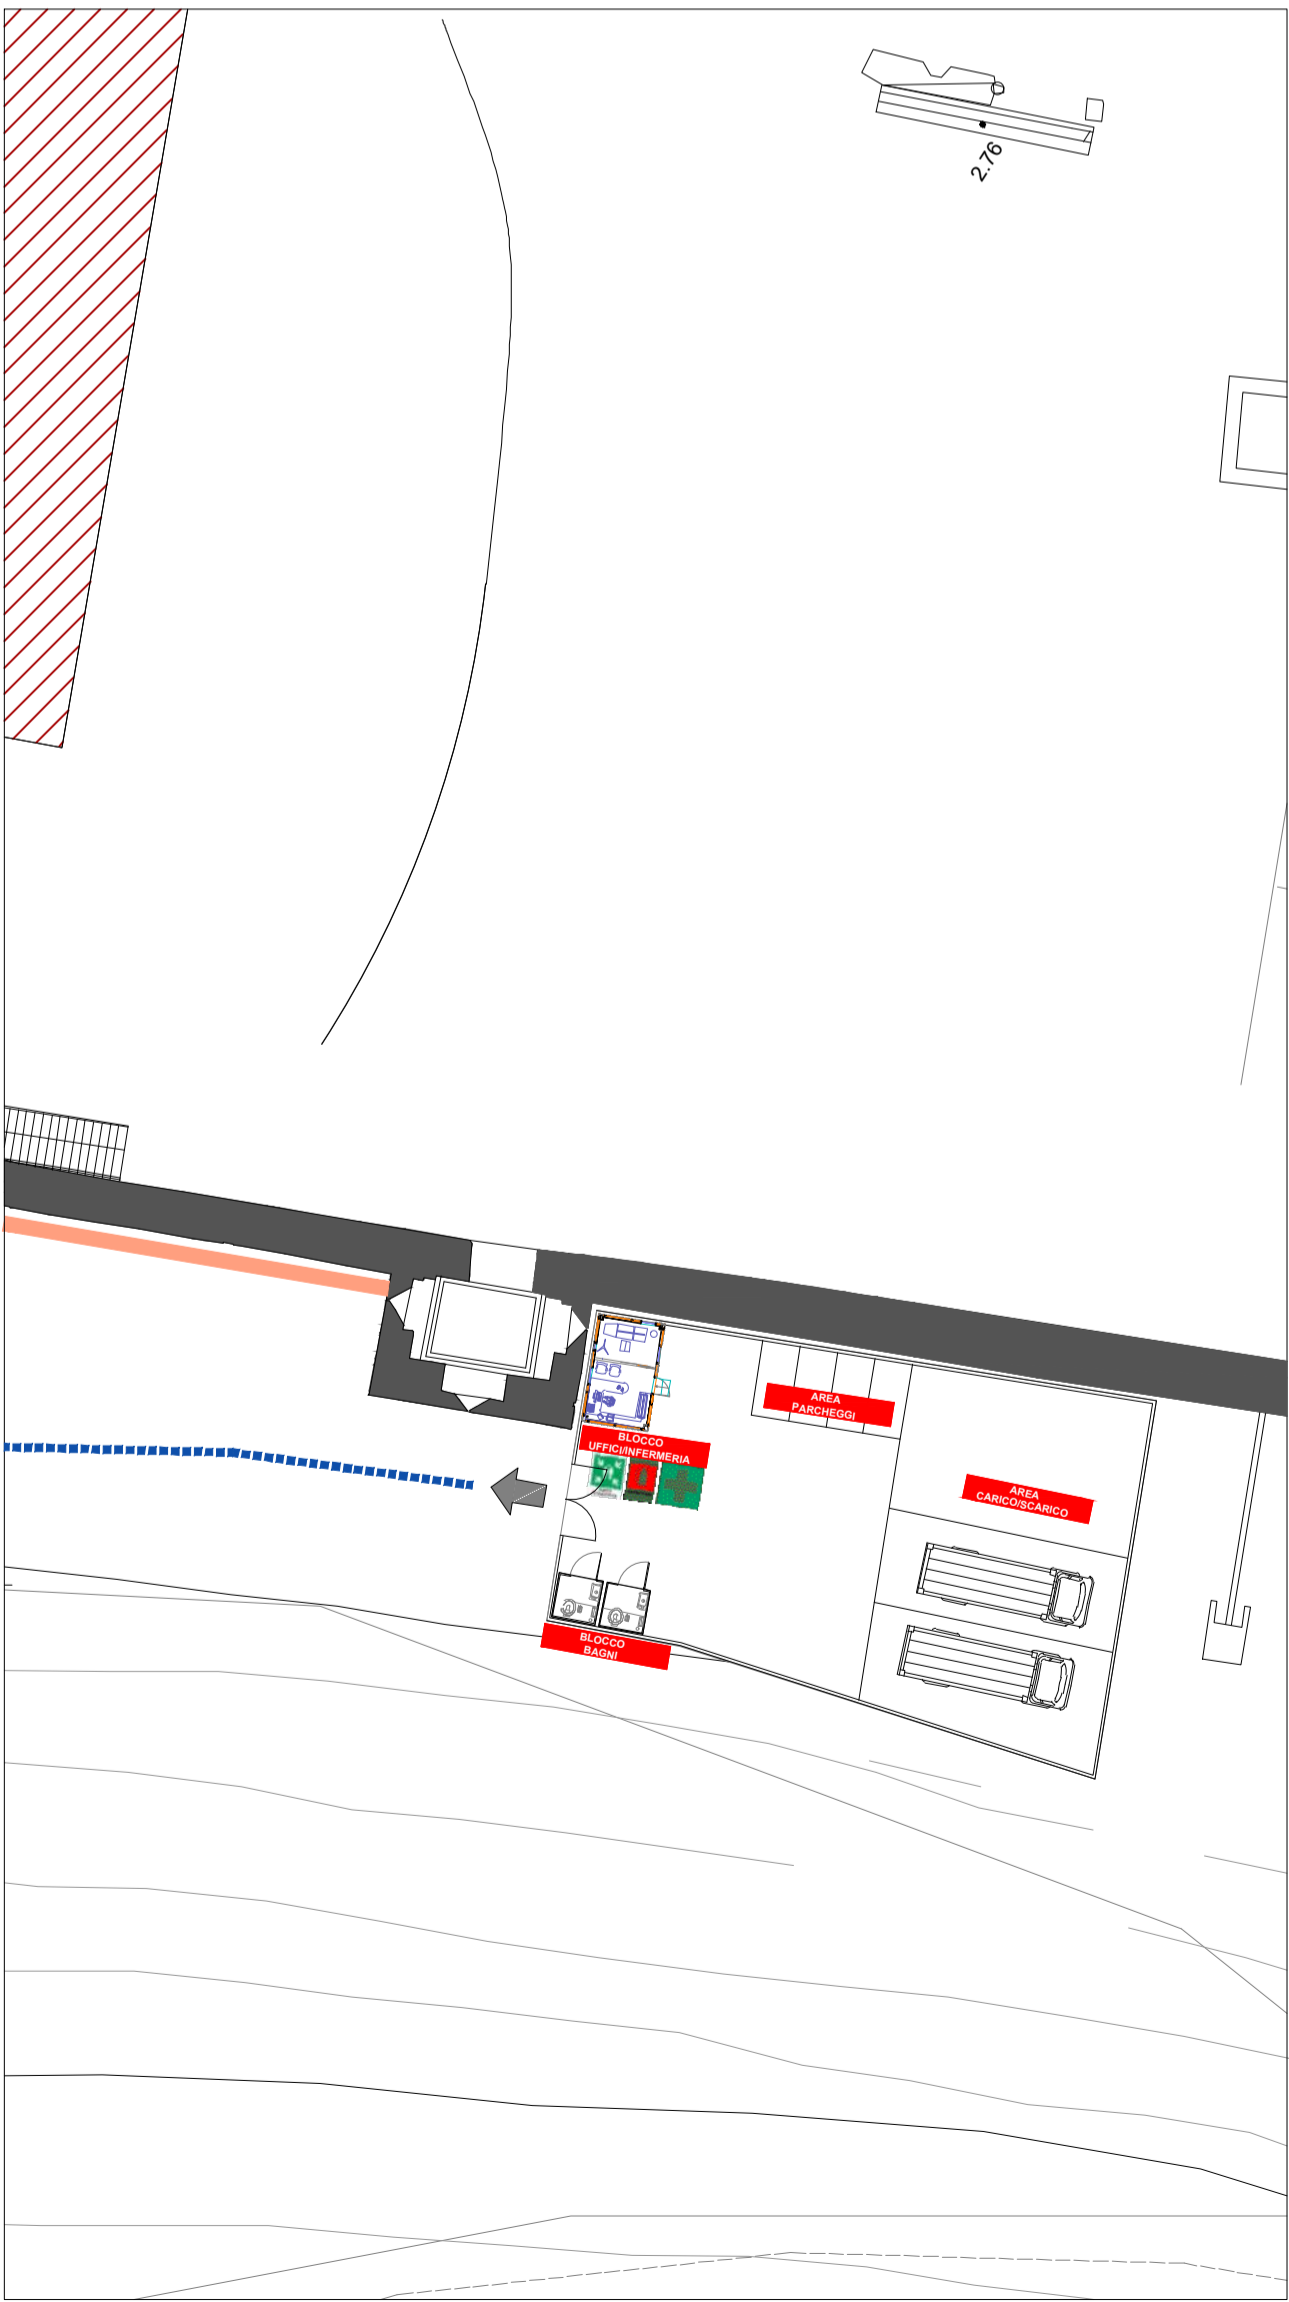 2.76
AREA
PARCHEGGI
BLOCCO
UFFICI/INFERMERIA
AREA
CARICO/SCARICO
BLOCCO
BAGNI